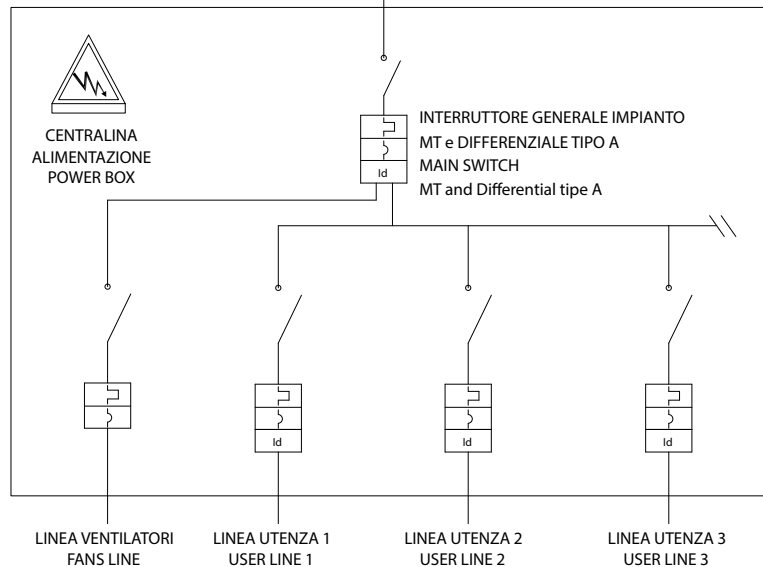 CENTRALINA
ALIMENTAZIONE
POWER BOX
INTERRUTTORE GENERALE IMPIANTO
MT e DIFFERENZIALE TIPO A
MAIN SWITCH
MT and Differential tipe A
Id
Id
Id
Id
LINEA VENTILATORI
FANS LINE
LINEA UTENZA 1
USER LINE 1
LINEA UTENZA 2
USER LINE 2
LINEA UTENZA 3
USER LINE 3